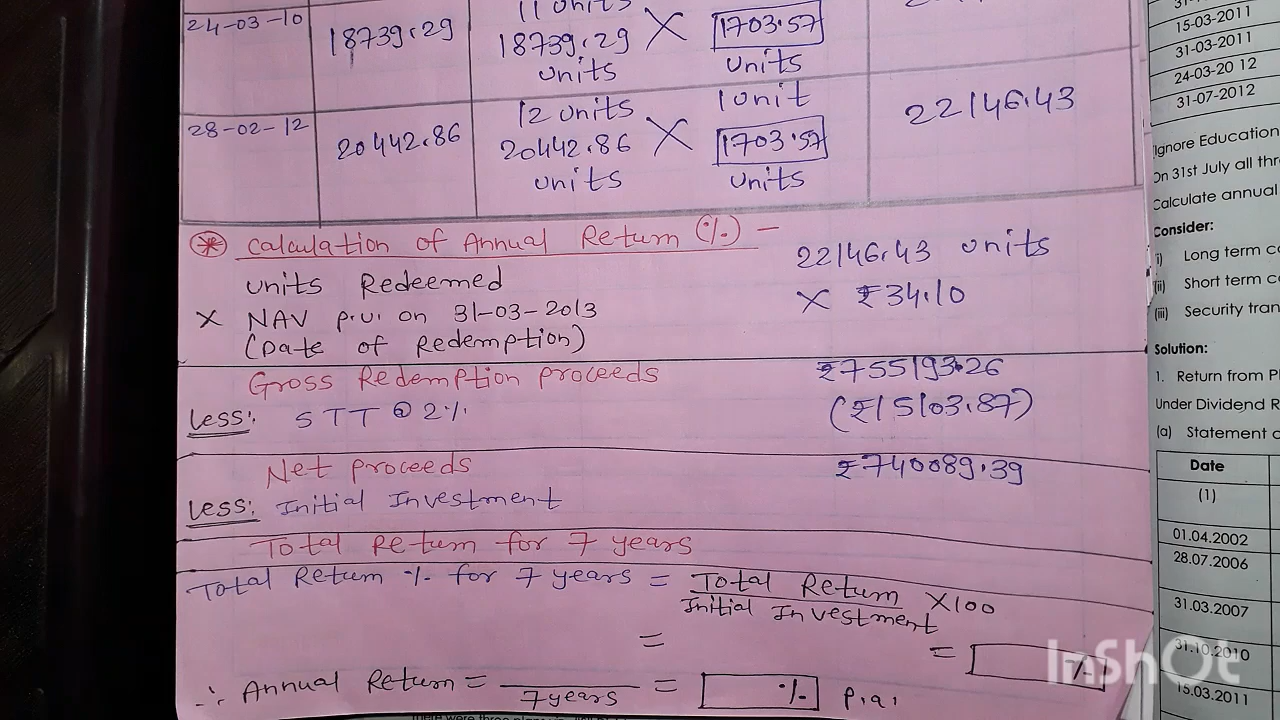 24-03-10 18739.29 11 units
18739.29 X 1703.57
units units
28-02-12 20442.86 12 units 1 unit 22146.43
20442.86 X 1703.57
units units
* Calculation of Annual Return (%) -
units Redeemed 22146.43 units
X NAV p.u. on 31-03-2013 X ₹34.10
(Date of Redemption)
Gross Redemption proceeds ₹755193.26
Less: STT @ 2% (₹15103.87)
Net proceeds ₹740089.39
Less: Initial Investment
Total Return for 7 years
Total Return % for 7 years = Total Return X100
Initial Investment
= = %
∴ Annual Return = 7 years = % p.a.
15-03-2011
31-03-2011
24-03-20 12
31-07-2012
Ignore Education
On 31st July all thr
Calculate annual
Consider:
(i) Long term c
(ii) Short term c
(iii) Security tran
Solution:
1. Return from Pl
Under Dividend R
(a) Statement o
Date
(1)
01.04.2002
28.07.2006
31.03.2007
31.10.2010
15.03.2011
InShOt